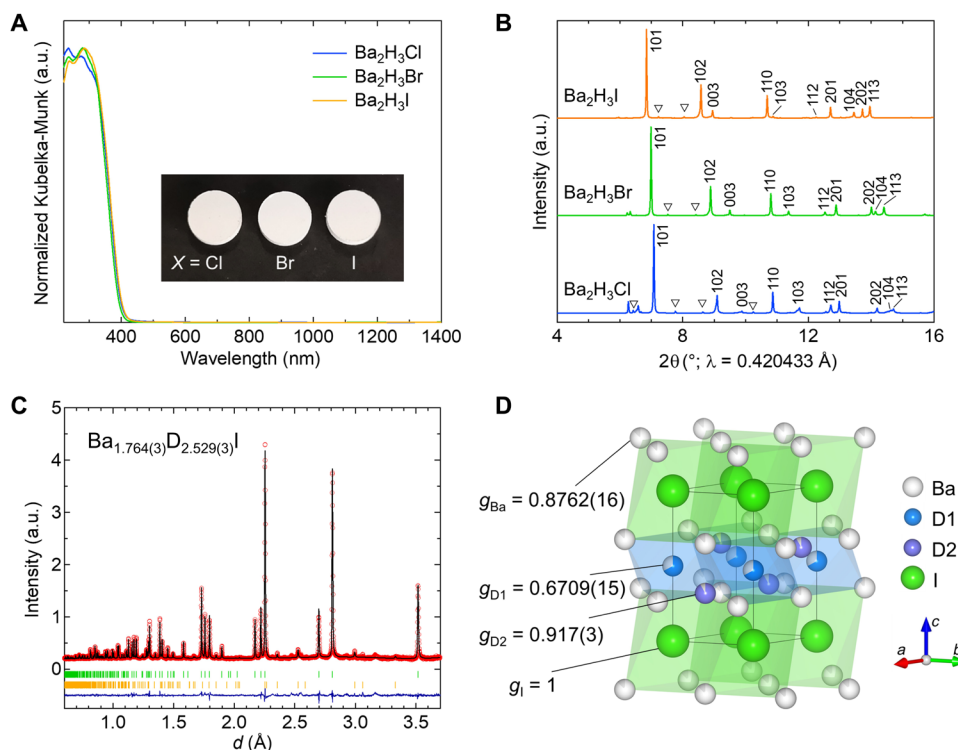 A
Normalized Kubelka-Munk (a.u.)
Ba2H3Cl
Ba2H3Br
Ba2H3I
X = Cl
Br
I
200 400 600 800 1000 1200 1400
Wavelength (nm)
B
Intensity (a.u.)
Ba2H3I
101
102
003
110
103
112
201
104
202
113
Ba2H3Br
101
102
003
110
103
112
201
202
104
113
Ba2H3Cl
101
102
003
110
103
112
201
202
104
113
4 8 12 16
2θ (°; λ = 0.420433 Å)
C
Intensity (a.u.)
5
4
3
2
1
0
Ba1.764(3)D2.529(3)I
1.0 1.5 2.0 2.5 3.0 3.5
d (Å)
D
gBa = 0.8762(16)
gD1 = 0.6709(15)
gD2 = 0.917(3)
gI = 1
Ba
D1
D2
I
c
a
b